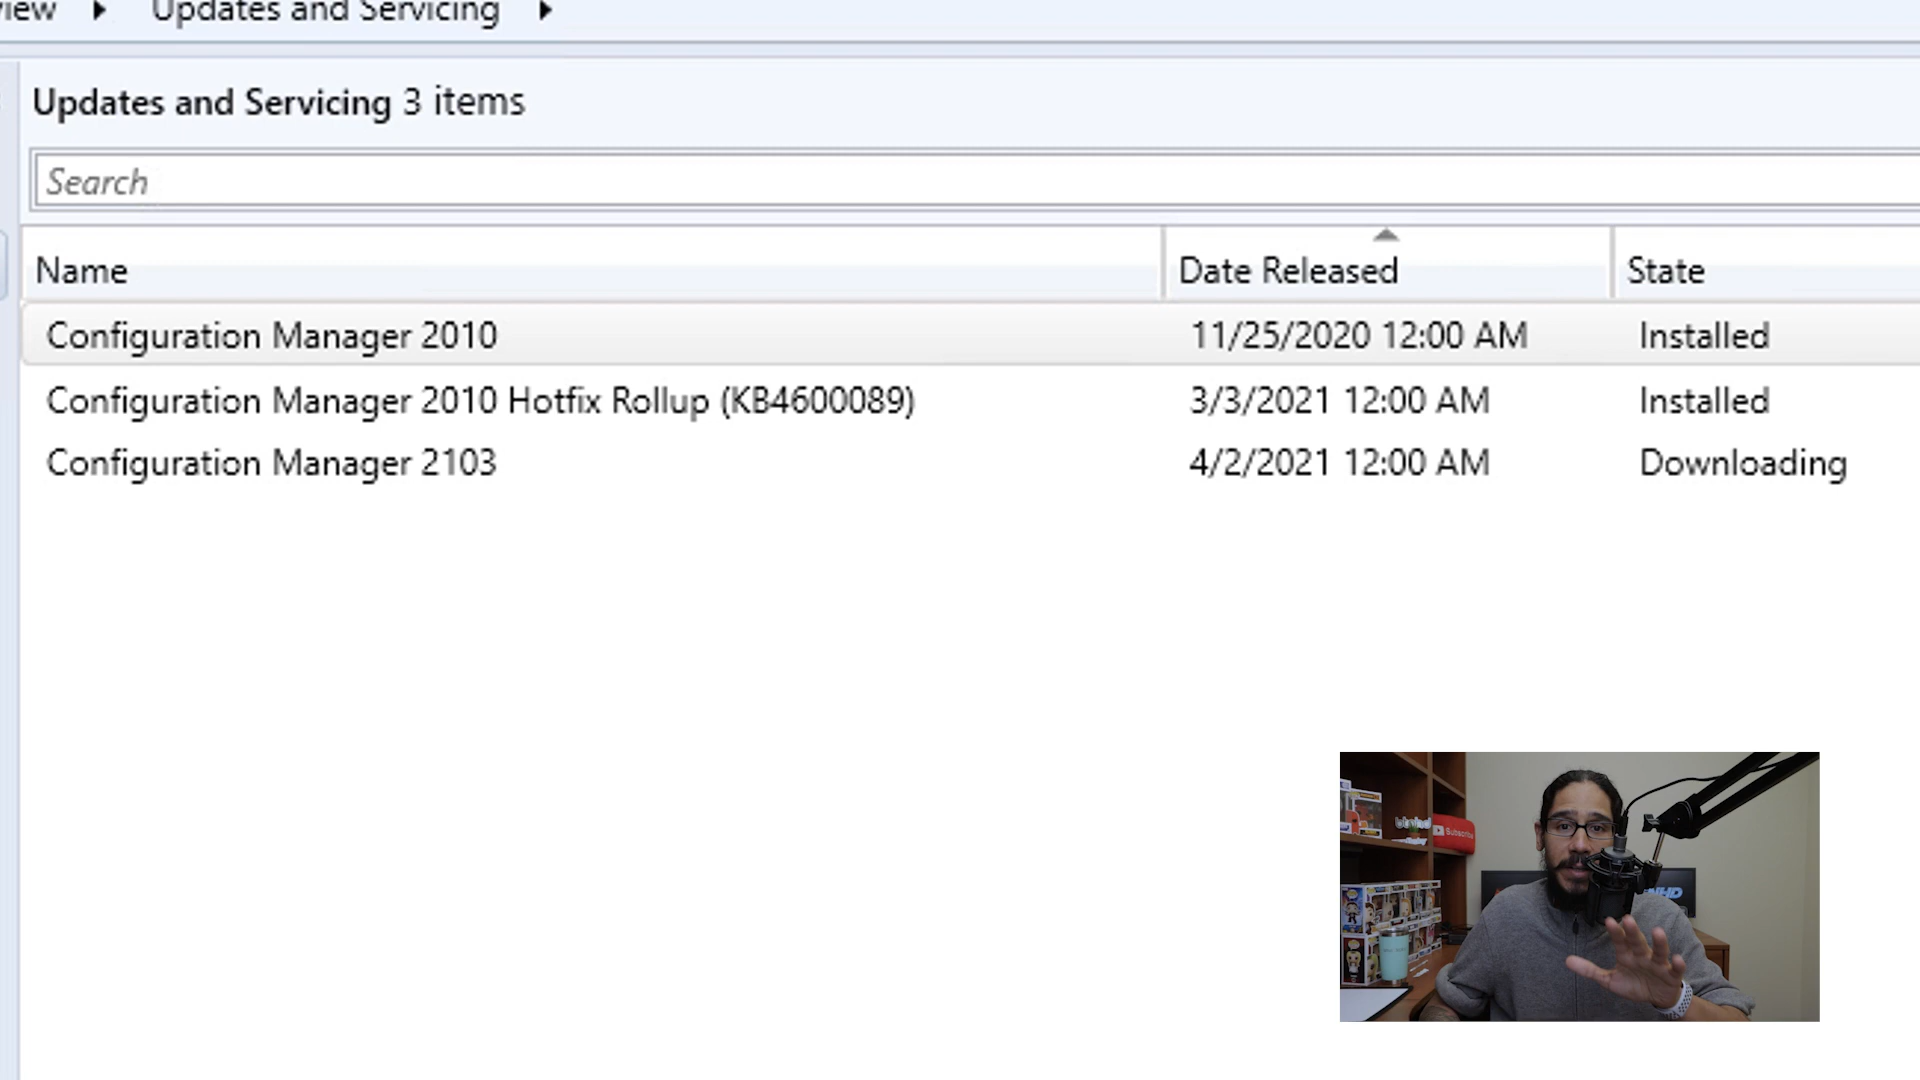 Updates and Servicing
Updates and Servicing 3 items
Search
Name Date Released State
Configuration Manager 2010 11/25/2020 12:00 AM Installed
Configuration Manager 2010 Hotfix Rollup (KB4600089) 3/3/2021 12:00 AM Installed
Configuration Manager 2103 4/2/2021 12:00 AM Downloading
Subscribe